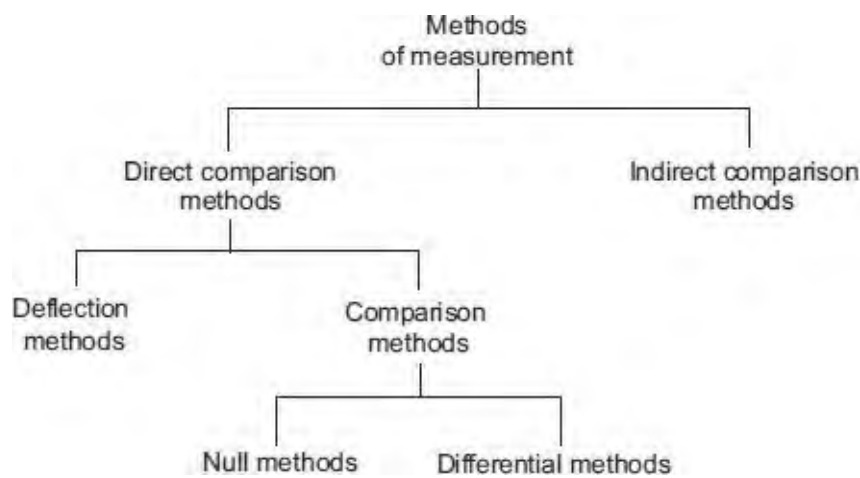 Methods
of measurement
Direct comparison
methods
Indirect comparison
methods
Deflection
methods
Comparison
methods
Null methods
Differential methods